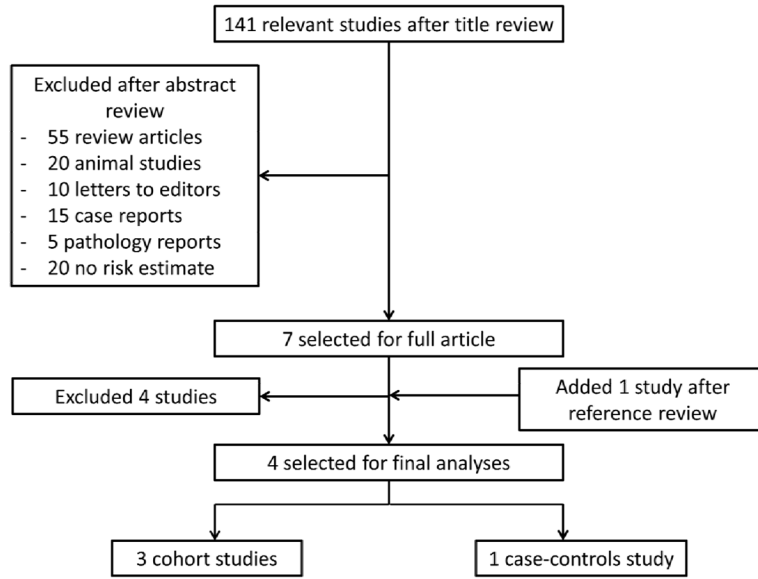 141 relevant studies after title review
Excluded after abstract
review
- 55 review articles
- 20 animal studies
- 10 letters to editors
- 15 case reports
- 5 pathology reports
- 20 no risk estimate
7 selected for full article
Excluded 4 studies
Added 1 study after
reference review
4 selected for final analyses
3 cohort studies
1 case-controls study